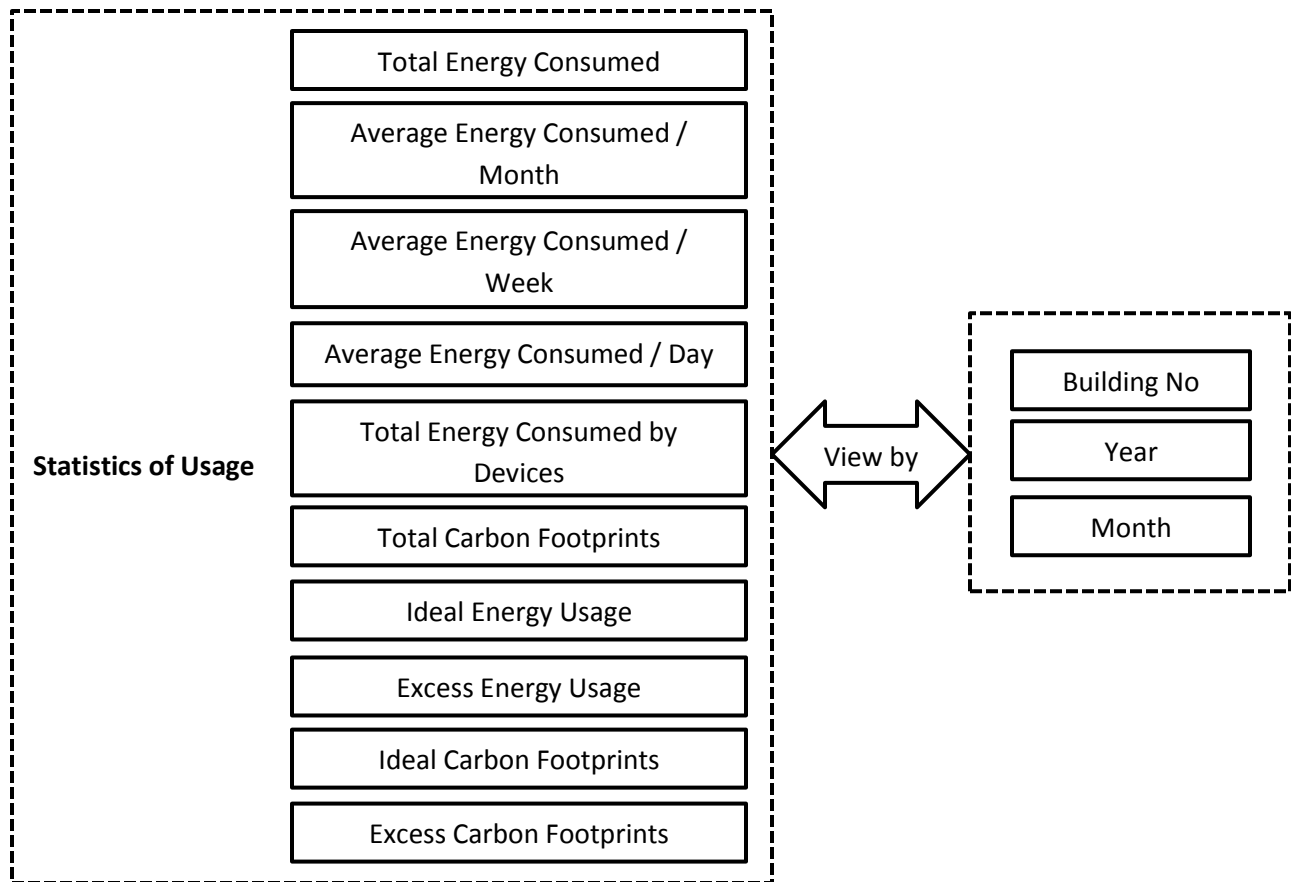 Total Energy Consumed
Average Energy Consumed /
Month
Average Energy Consumed /
Week
Average Energy Consumed / Day
Total Energy Consumed by
Devices
Statistics of Usage
Total Carbon Footprints
Ideal Energy Usage
Excess Energy Usage
Ideal Carbon Footprints
Excess Carbon Footprints
View by
Building No
Year
Month